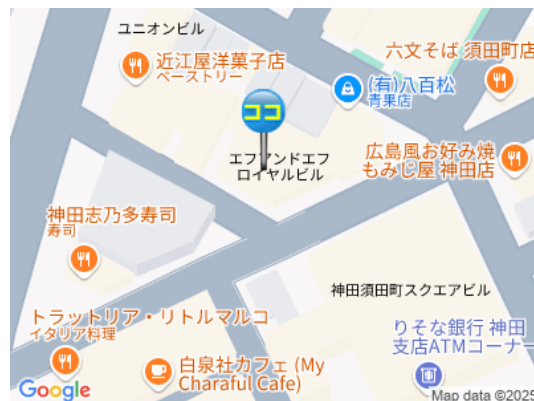 ユニオンビル
近江屋洋菓子店
ペーストリー
六文そば 須田町店
(有)八百松
青果店
ココ
エフアンドエフ
ロイヤルビル
広島風お好み焼
もみじ屋 神田店
神田志乃多寿司
寿司
神田須田町スクエアビル
トラットリア・リトルマルコ
イタリア料理
りそな銀行 神田
支店ATMコーナー
白泉社カフェ (My
Charaful Cafe)
Google
Map data ©2025